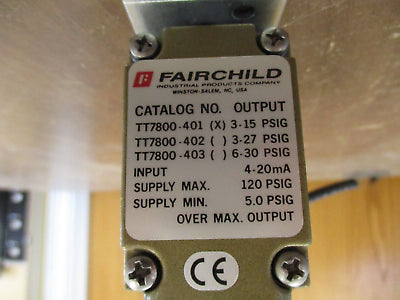 F FAIRCHILD
INDUSTRIAL PRODUCTS COMPANY
WINSTON-SALEM, NC, USA
CATALOG NO. OUTPUT
TT7800-401 (X) 3-15 PSIG
TT7800-402 ( ) 3-27 PSIG
TT7800-403 ( ) 6-30 PSIG
INPUT 4-20mA
SUPPLY MAX. 120 PSIG
SUPPLY MIN. 5.0 PSIG
OVER MAX. OUTPUT
CE